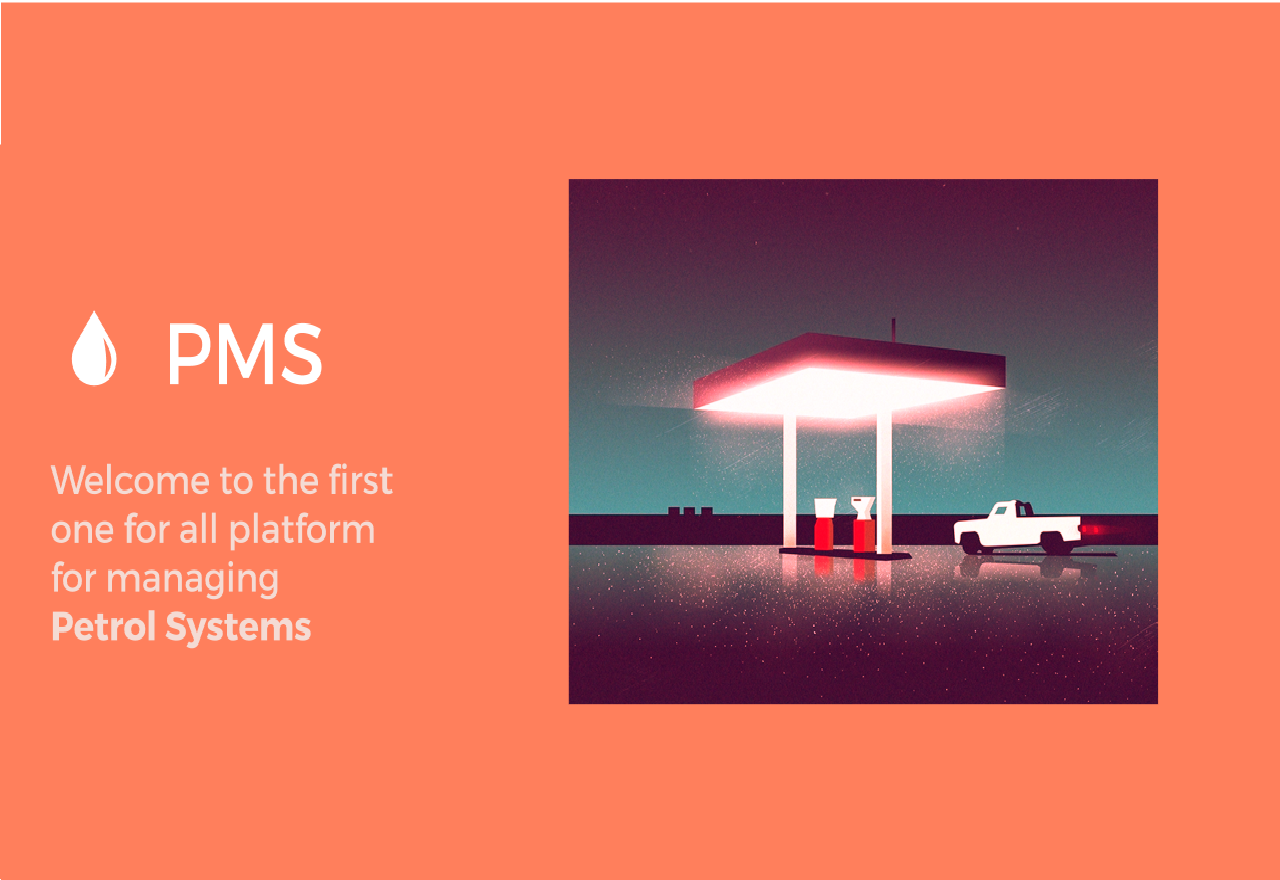 PMS
Welcome to the first
one for all platform
for managing
Petrol Systems